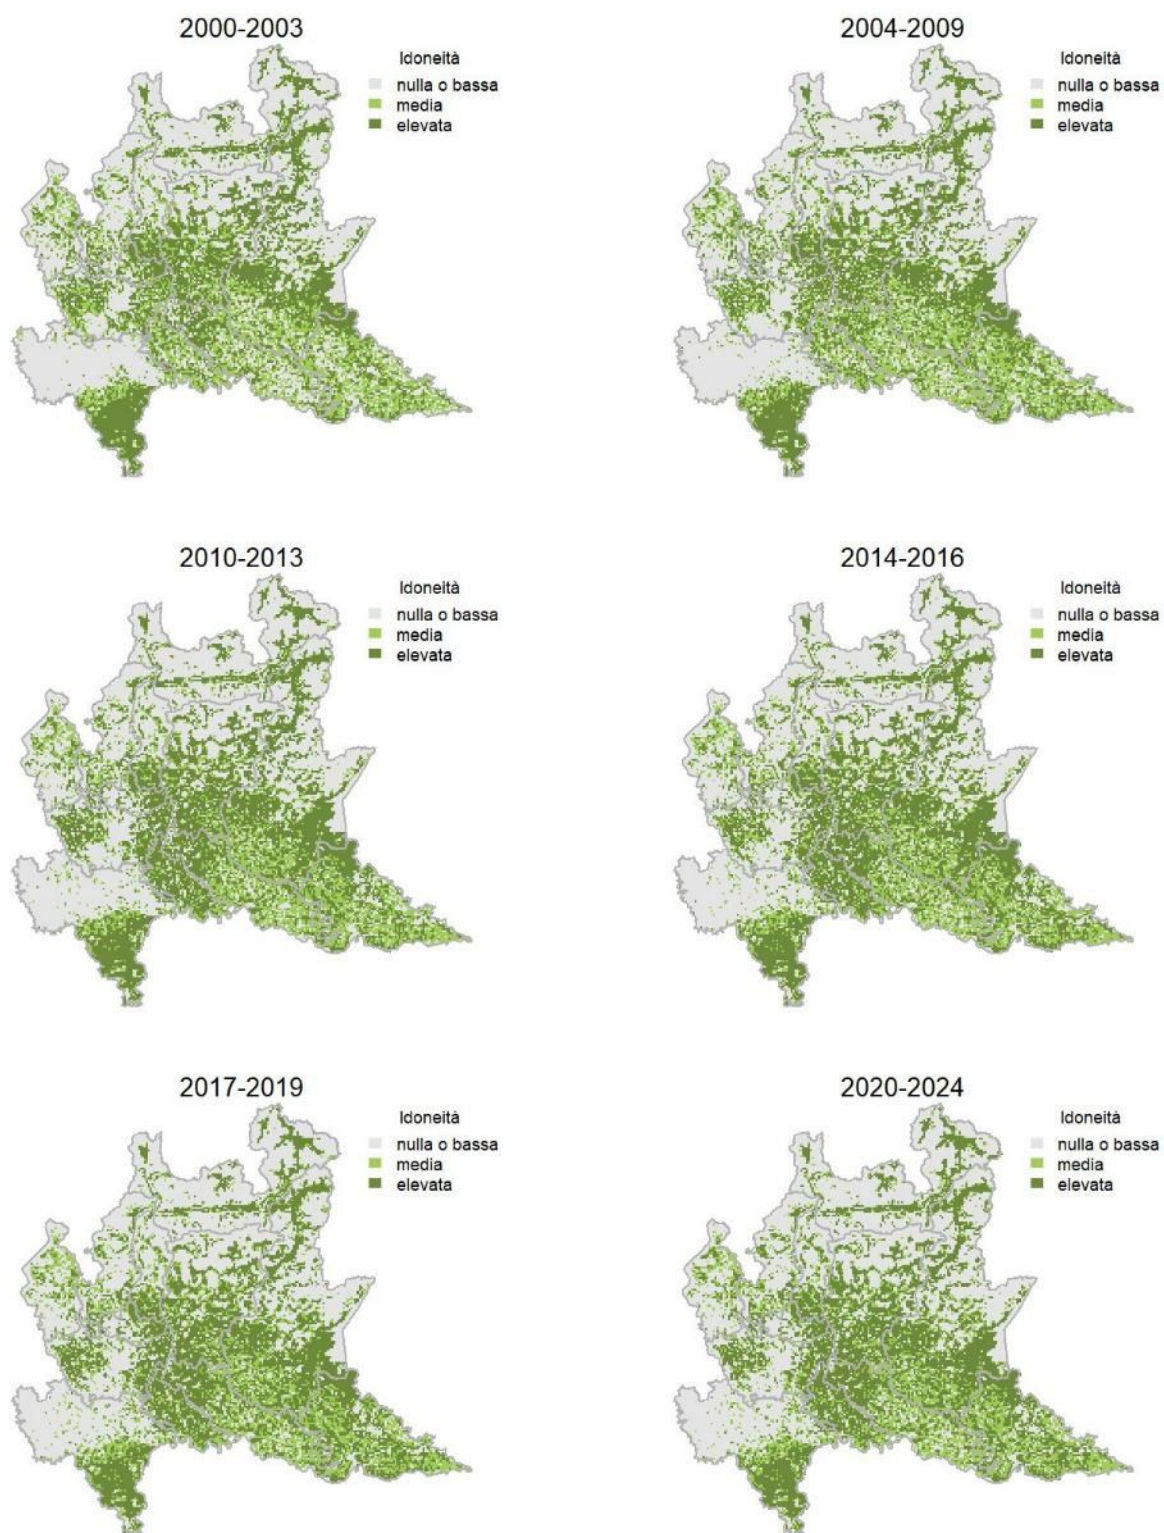 2000-2003
Idoneità
nulla o bassa
media
elevata
2004-2009
Idoneità
nulla o bassa
media
elevata
2010-2013
Idoneità
nulla o bassa
media
elevata
2014-2016
Idoneità
nulla o bassa
media
elevata
2017-2019
Idoneità
nulla o bassa
media
elevata
2020-2024
Idoneità
nulla o bassa
media
elevata